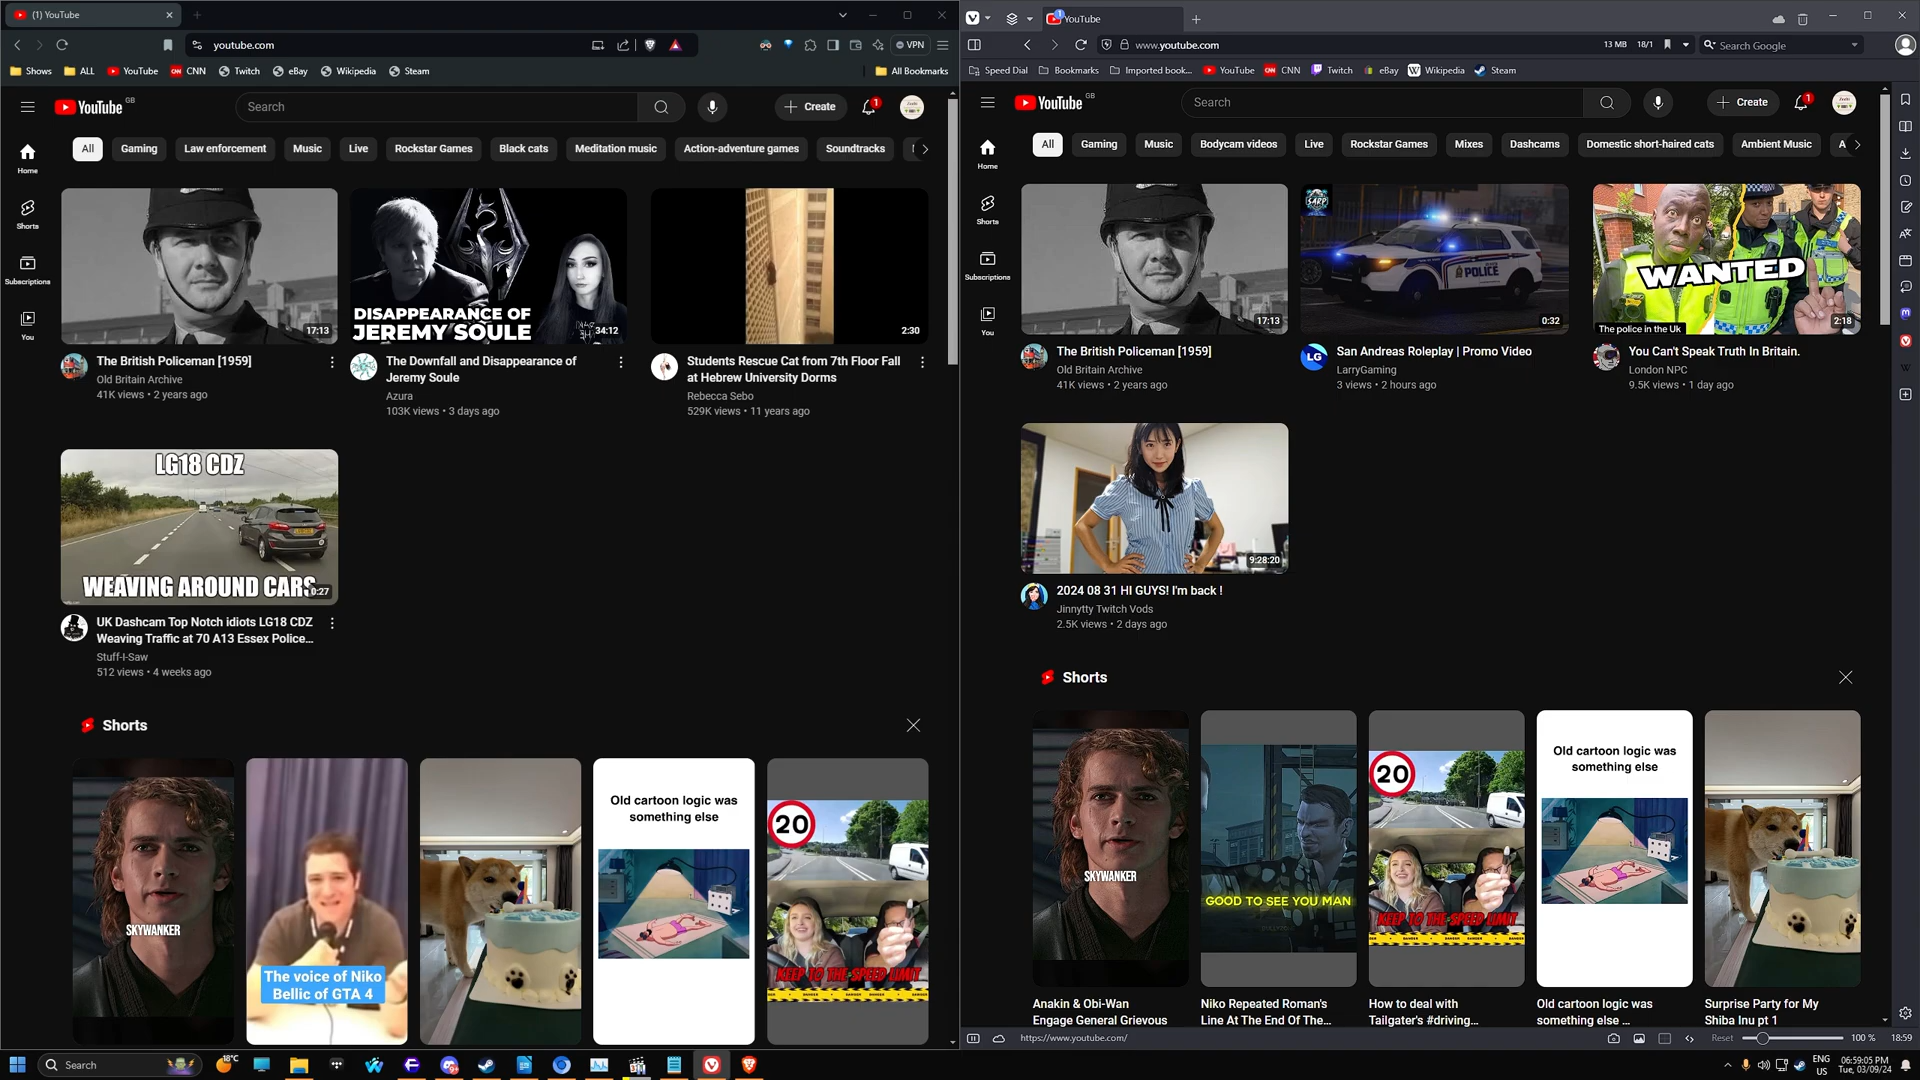 (1) YouTube
youtube.com
VPN
Shows
ALL
YouTube
CNN
Twitch
eBay
Wikipedia
Steam
All Bookmarks
YouTube GB
Search
Create
1
All
Gaming
Law enforcement
Music
Live
Rockstar Games
Black cats
Meditation music
Action-adventure games
Soundtracks
Home
Shorts
Subscriptions
You
17:13
DISAPPEARANCE OF
JEREMY SOULE
34:12
2:30
The British Policeman [1959]
Old Britain Archive
41K views • 2 years ago
The Downfall and Disappearance of
Jeremy Soule
Azura
103K views • 3 days ago
Students Rescue Cat from 7th Floor Fall
at Hebrew University Dorms
Rebecca Sebo
529K views • 11 years ago
LG18 CDZ
WEAVING AROUND CARS
0:27
UK Dashcam Top Notch idiots LG18 CDZ
Weaving Traffic at 70 A13 Essex Police...
Stuff-I-Saw
512 views • 4 weeks ago
Shorts
SKYWANKER
The voice of Niko
Bellic of GTA 4
Old cartoon logic was
something else
20
KEEP TO THE SPEED LIMIT
YouTube
1
www.youtube.com
13 MB
18/1
Search Google
Speed Dial
Bookmarks
Imported book...
YouTube
CNN
Twitch
eBay
Wikipedia
Steam
YouTube GB
Search
Create
1
All
Gaming
Music
Bodycam videos
Live
Rockstar Games
Mixes
Dashcams
Domestic short-haired cats
Ambient Music
A
Home
Shorts
Subscriptions
You
17:13
SARP
POLICE
0:32
WANTED
The police in the Uk
2:18
The British Policeman [1959]
Old Britain Archive
41K views • 2 years ago
LG
San Andreas Roleplay | Promo Video
LarryGaming
3 views • 2 hours ago
You Can't Speak Truth In Britain.
London NPC
9.5K views • 1 day ago
9:28:20
2024 08 31 HI GUYS! I'm back !
Jinnytty Twitch Vods
2.5K views • 2 days ago
Shorts
SKYWANKER
GOOD TO SEE YOU MAN
20
KEEP TO THE SPEED LIMIT
Old cartoon logic was
something else
Anakin & Obi-Wan
Engage General Grievous
Niko Repeated Roman's
Line At The End Of The...
How to deal with
Tailgater's #driving...
Old cartoon logic was
something else ...
Surprise Party for My
Shiba Inu pt 1
https://www.youtube.com/
Reset
100 %
18:59
Search
18°C
ENG
US
06:59:05 PM
Tue, 03/09/24